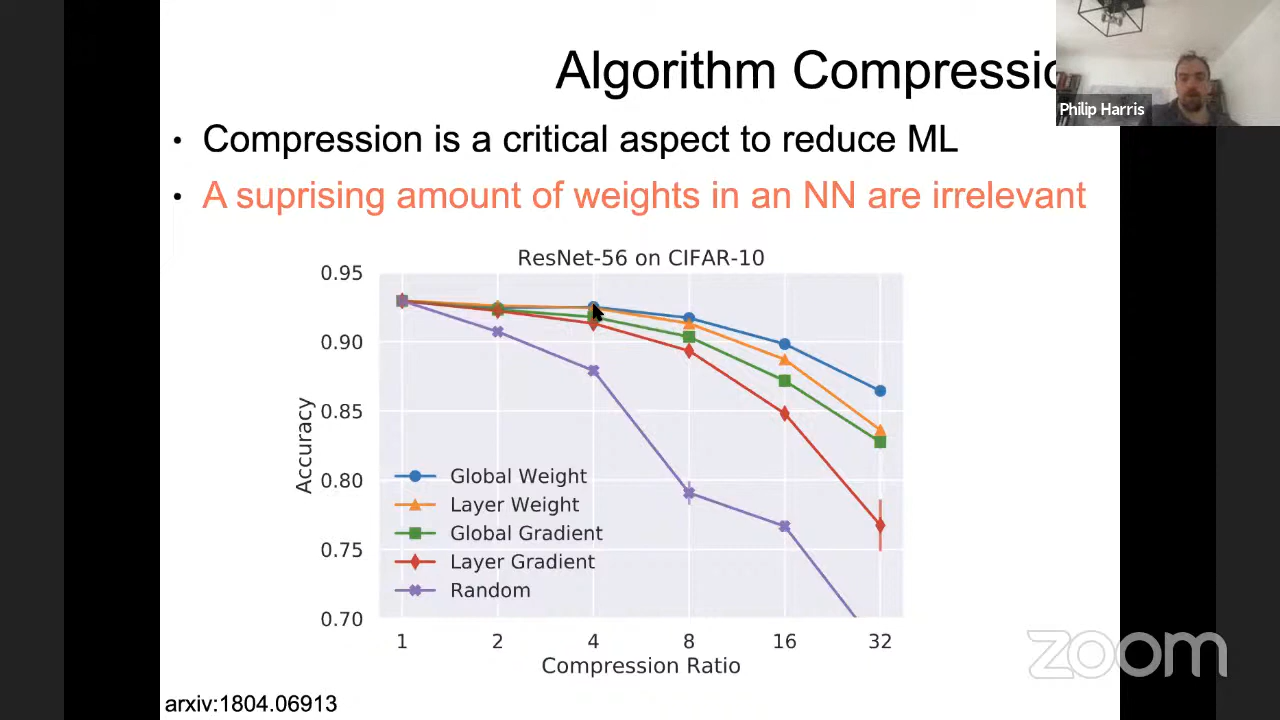 Algorithm Compressio
Philip Harris
• Compression is a critical aspect to reduce ML
• A suprising amount of weights in an NN are irrelevant
ResNet-56 on CIFAR-10
0.95
0.90
0.85
0.80
0.75
0.70
Accuracy
Global Weight
Layer Weight
Global Gradient
Layer Gradient
Random
1 2 4 8 16 32
Compression Ratio
zoom
arxiv:1804.06913